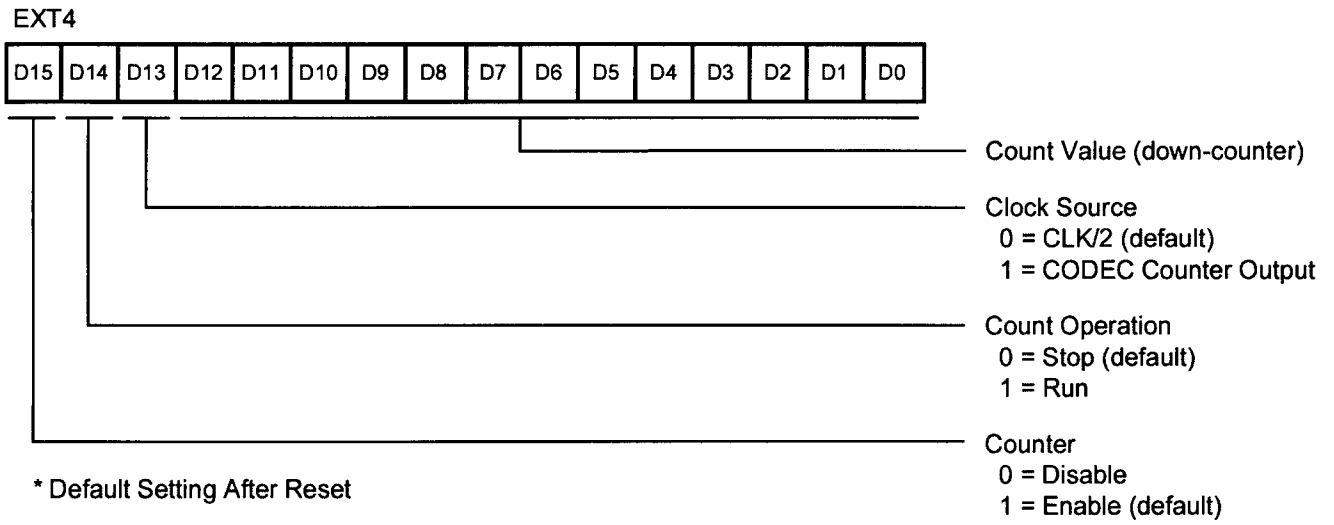 EXT4
D15 D14 D13 D12 D11 D10 D9 D8 D7 D6 D5 D4 D3 D2 D1 D0
Count Value (down-counter)
Clock Source
0 = CLK/2 (default)
1 = CODEC Counter Output
Count Operation
0 = Stop (default)
1 = Run
Counter
0 = Disable
1 = Enable (default)
* Default Setting After Reset